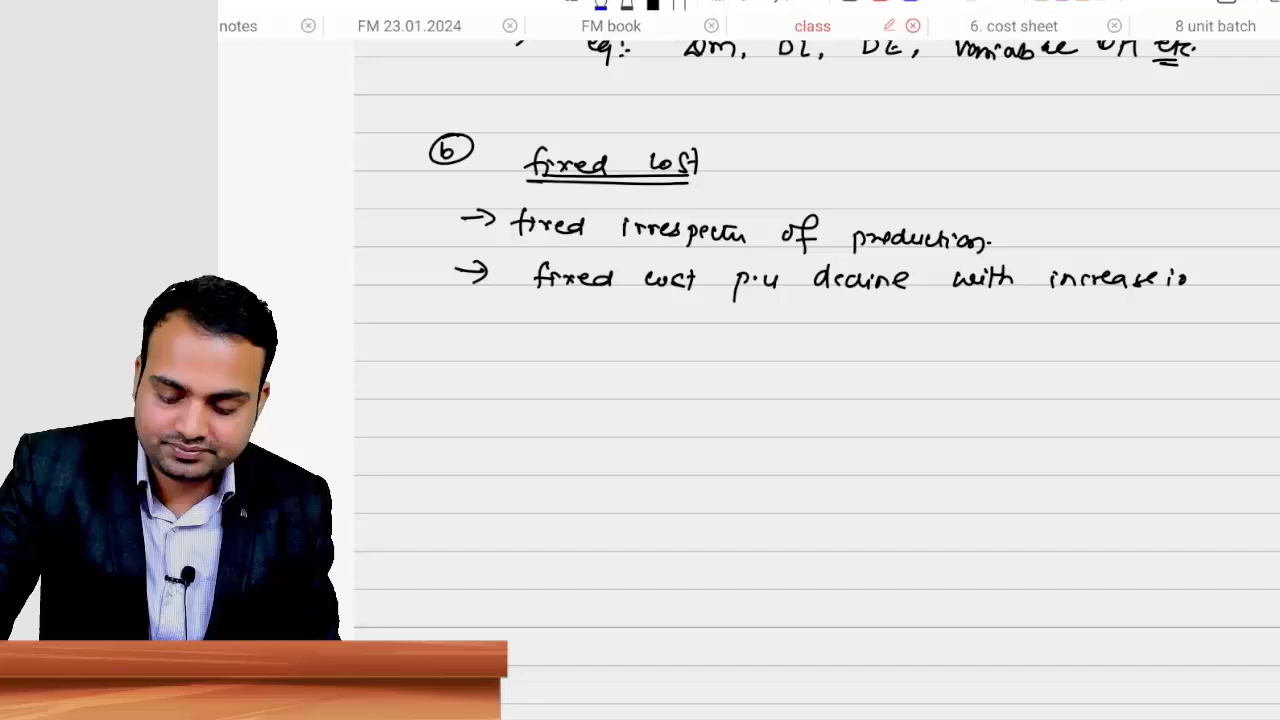 notes FM 23.01.2024 FM book class 6. cost sheet 8 unit batch
eg:- DM, DL, DE, Variable OH etc.
b fixed cost
→ fixed irrespectu of production.
→ fixed cost p.u decline with increase in